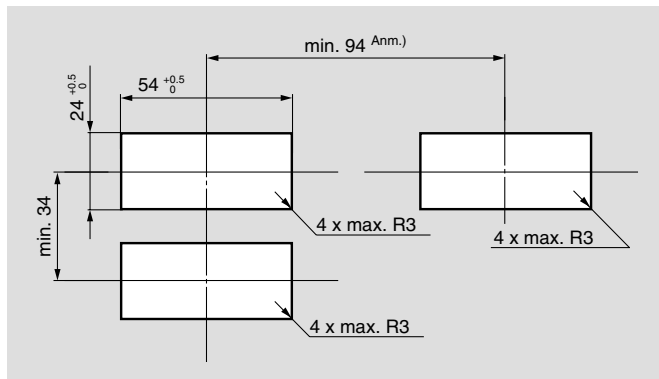 min. 94 Anm.)
54 +0.5 0
24 +0.5 0
4 x max. R3
4 x max. R3
min. 34
4 x max. R3